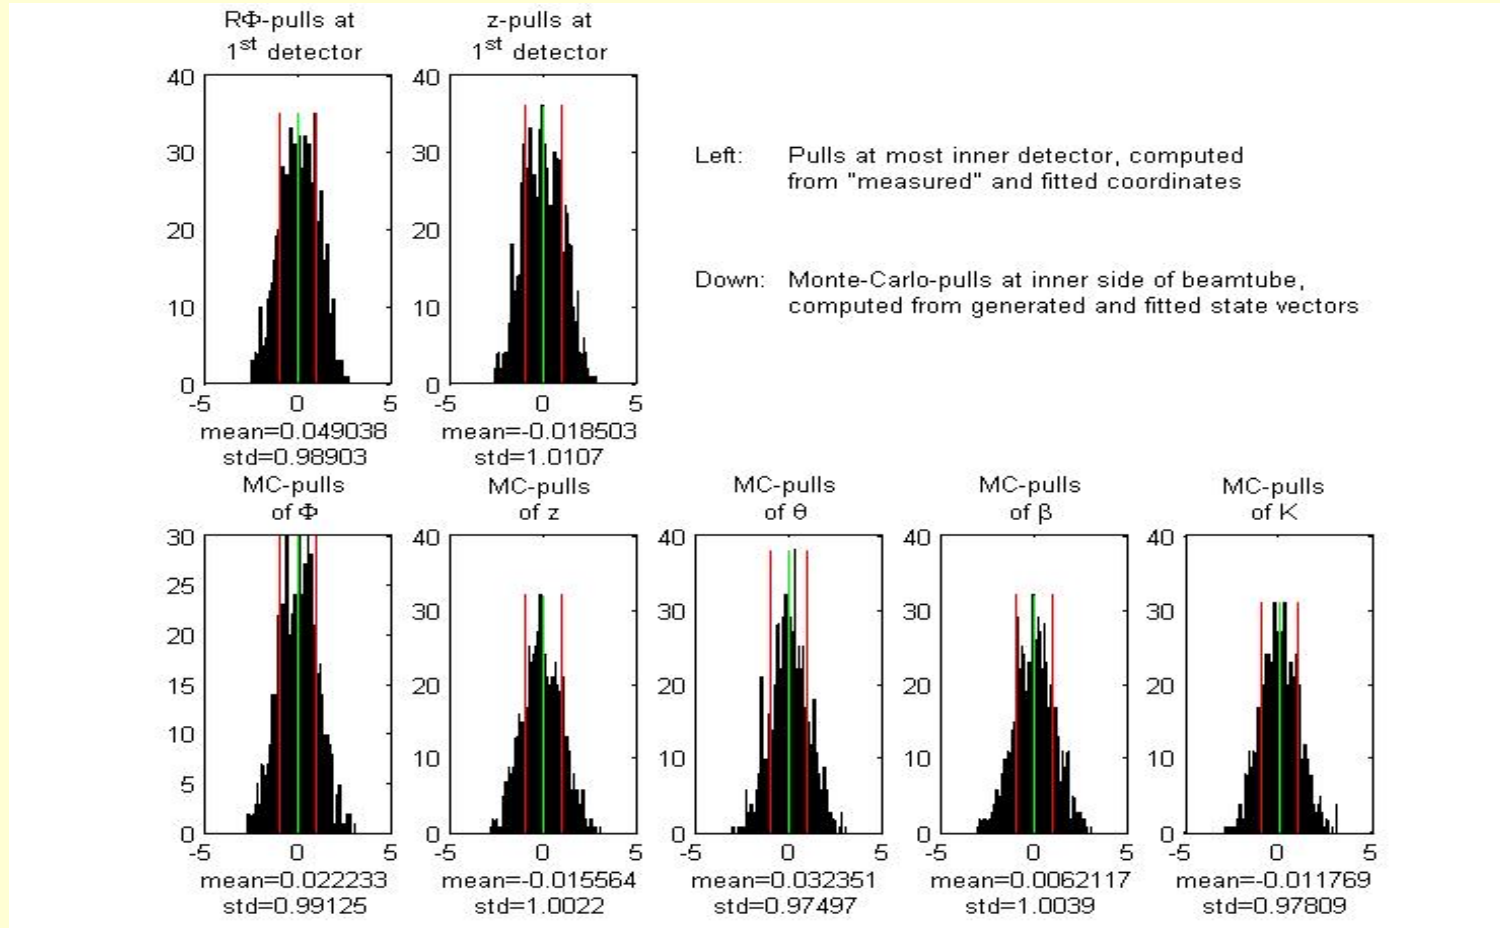 RΦ-pulls at
1st detector
z-pulls at
1st detector
40
30
20
10
0
-5
0
5
mean=0.049038
std=0.98903
40
30
20
10
0
-5
0
5
mean=-0.018503
std=1.0107
Left: Pulls at most inner detector, computed
from "measured" and fitted coordinates
Down: Monte-Carlo-pulls at inner side of beamtube,
computed from generated and fitted state vectors
MC-pulls
of Φ
30
25
20
15
10
5
0
-5
0
5
mean=0.022233
std=0.99125
MC-pulls
of z
40
30
20
10
0
-5
0
5
mean=-0.015564
std=1.0022
MC-pulls
of θ
40
30
20
10
0
-5
0
5
mean=0.032351
std=0.97497
MC-pulls
of β
40
30
20
10
0
-5
0
5
mean=0.0062117
std=1.0039
MC-pulls
of K
40
30
20
10
0
-5
0
5
mean=-0.011769
std=0.97809